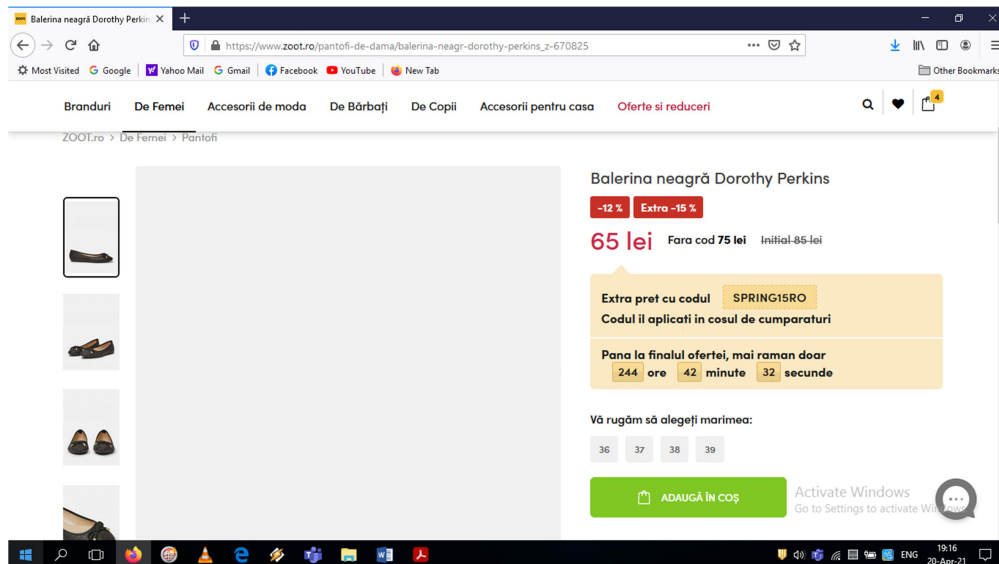 zoot. Balerina neagră Dorothy Perkin
https://www.zoot.ro/pantofi-de-dama/balerina-neagr-dorothy-perkins_z-670825
Most Visited Google Yahoo Mail Gmail Facebook YouTube New Tab Other Bookmarks
Branduri De Femei Accesorii de moda De Bărbați De Copii Accesorii pentru casa Oferte si reduceri 4
ZOOT.ro > De Femei > Pantofi
Balerina neagră Dorothy Perkins
-12 % Extra -15 %
65 lei Fara cod 75 lei Initial 85 lei
Extra pret cu codul SPRING15RO
Codul il aplicati in cosul de cumparaturi
Pana la finalul ofertei, mai raman doar
244 ore 42 minute 32 secunde
Vă rugăm să alegeți marimea:
36 37 38 39
ADAUGĂ ÎN COȘ
Activate Windows
Go to Settings to activate Windows.
ENG 19:16
20-Apr-21